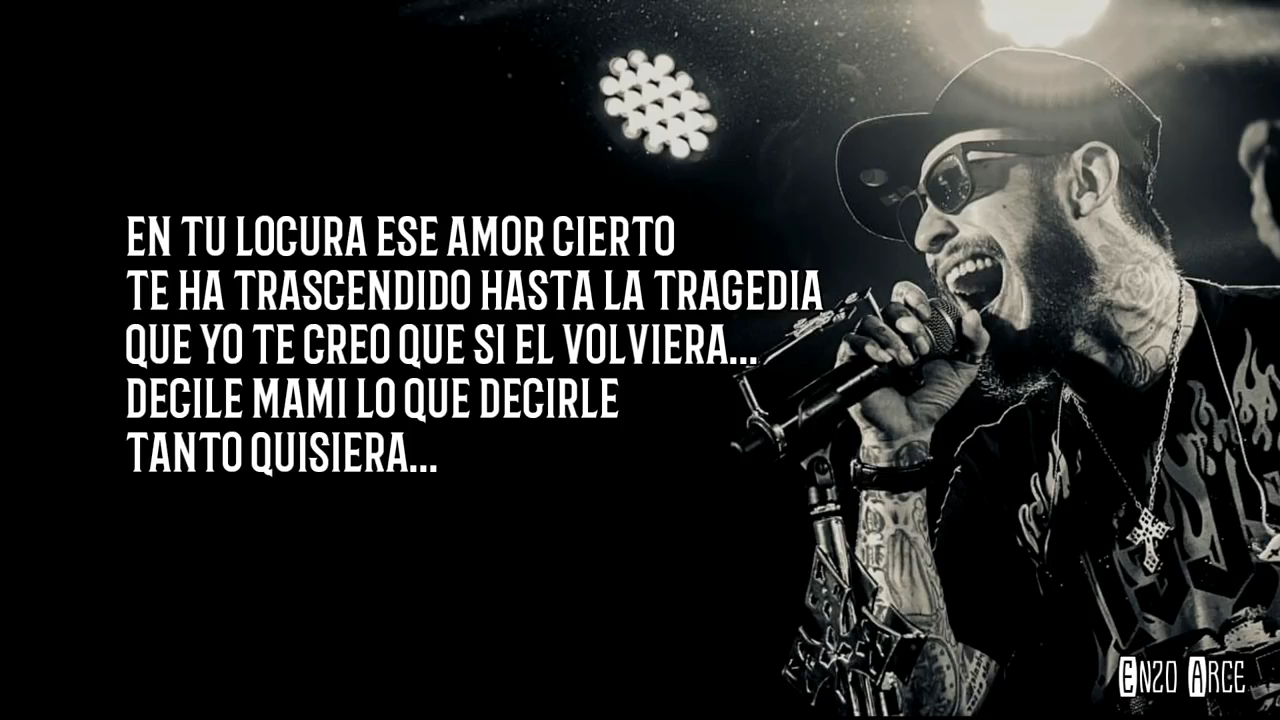 EN TU LOCURA ESE AMOR CIERTO
TE HA TRASCENDIDO HASTA LA TRAGEDIA
QUE YO TE CREO QUE SI EL VOLVIERA...
DECILE MAMI LO QUE DECIRLE
TANTO QUISIERA...
ENZO ARCE